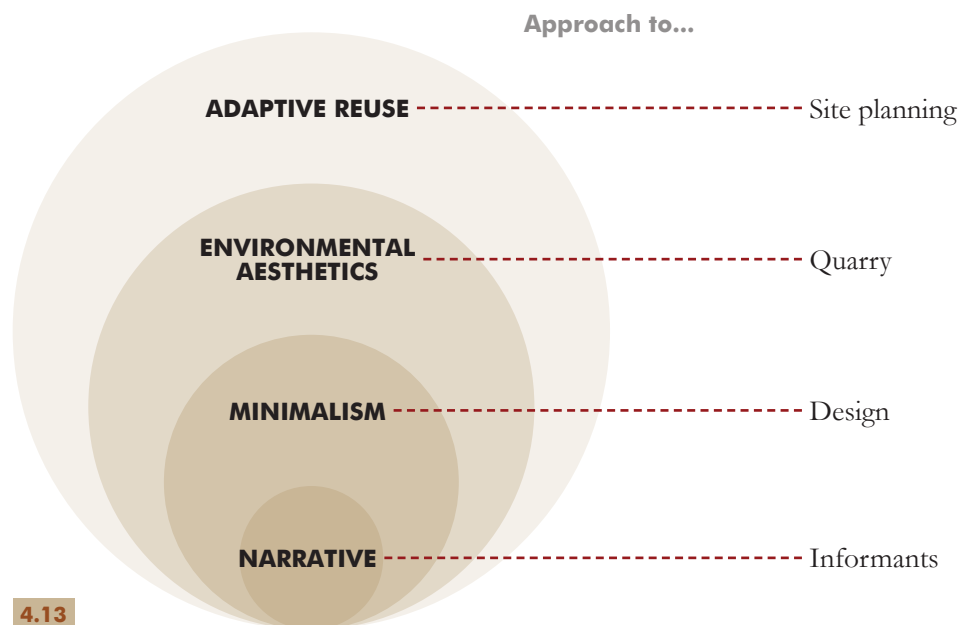 Approach to...
ADAPTIVE REUSE
Site planning
ENVIRONMENTAL
AESTHETICS
Quarry
MINIMALISM
Design
NARRATIVE
Informants
4.13